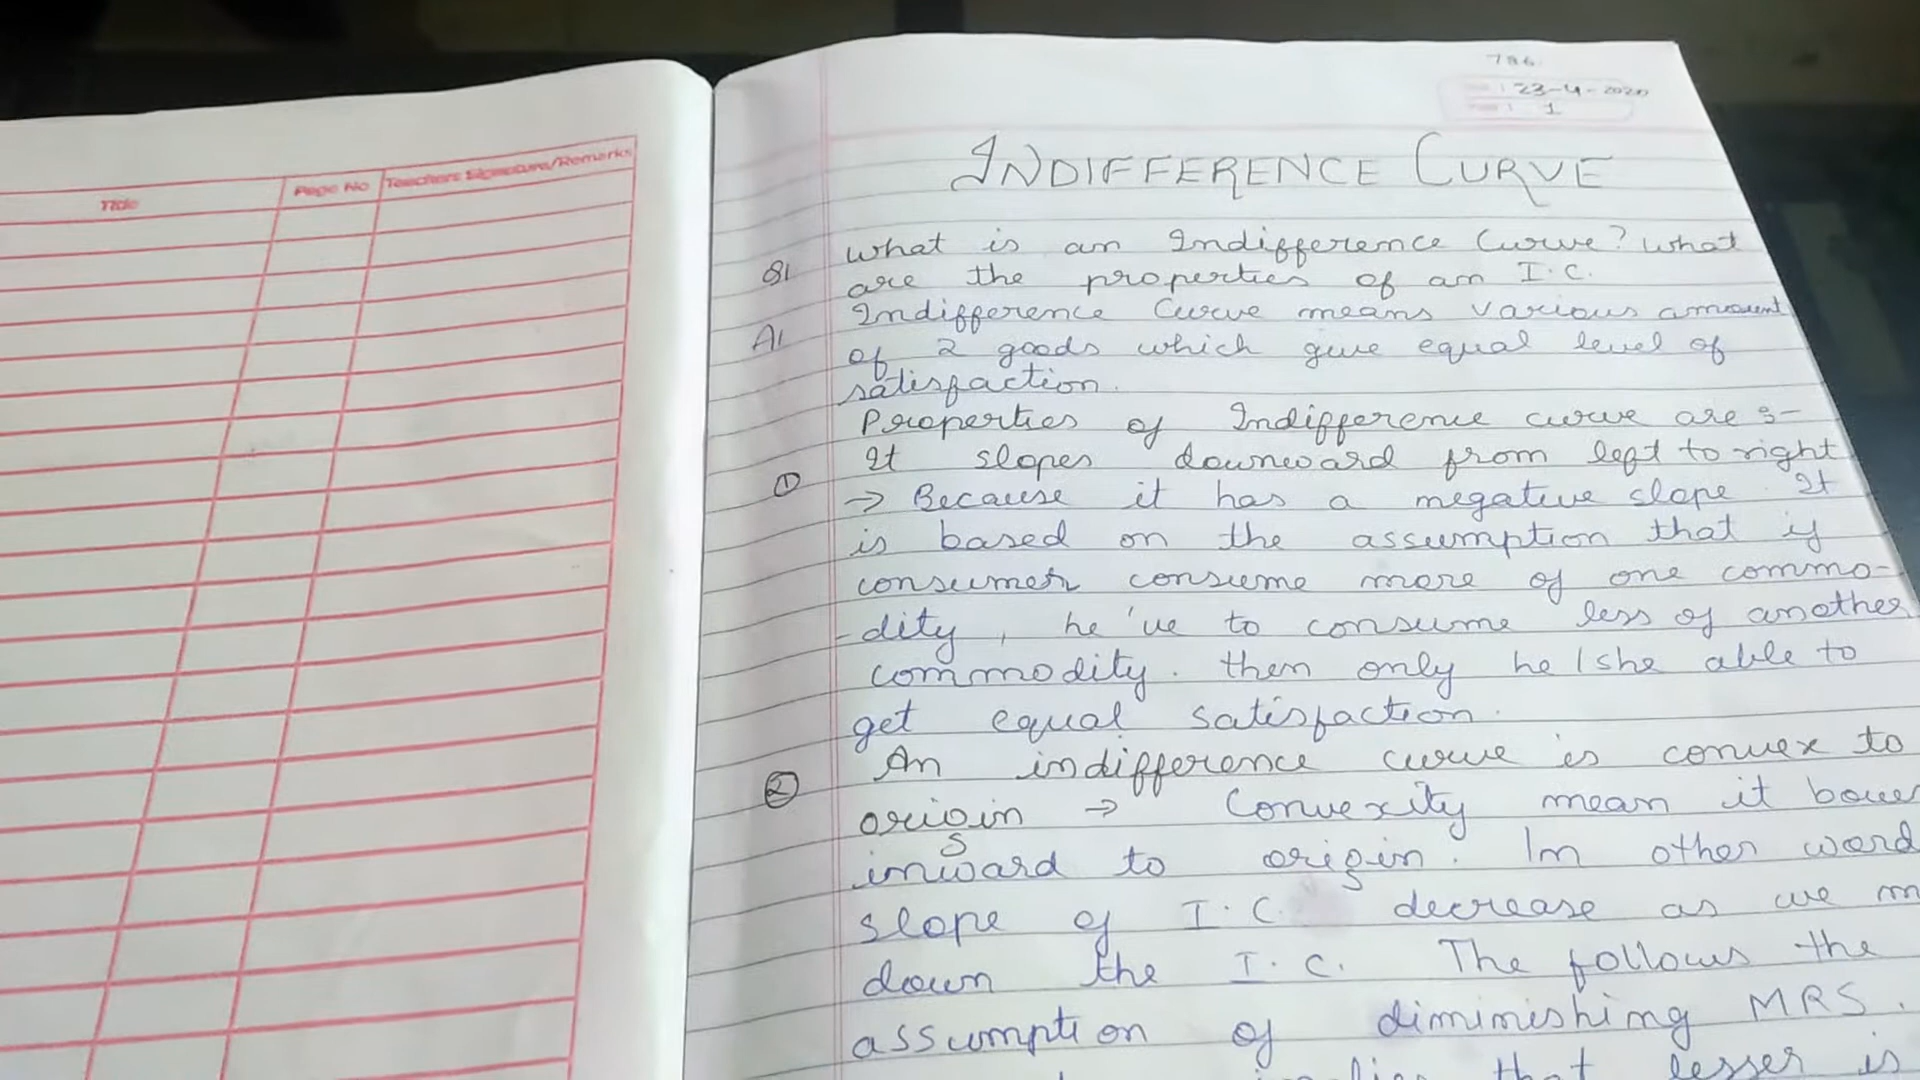 Title
Page No
Teachers Signature/Remarks
786
23-4-2020
1
INDIFFERENCE CURVE
Q1 What is an Indifference Curve? What
are the properties of an I.C.
A1 Indifference Curve means various amount
of 2 goods which give equal level of
satisfaction.
Properties of Indifference curve are :-
① It slopes downward from left to right
→ Because it has a negative slope. It
is based on the assumption that if
consumer consume more of one commo-
-dity, he 've to consume less of another
commodity. then only he/she able to
get equal satisfaction.
② An indifference curve is convex to
origin → Convexity mean it bowes
inward to origin. In other word
slope of I.C. decrease as we m
down the I.C. The follows the
assumption of diminishing MRS.
that lesser is